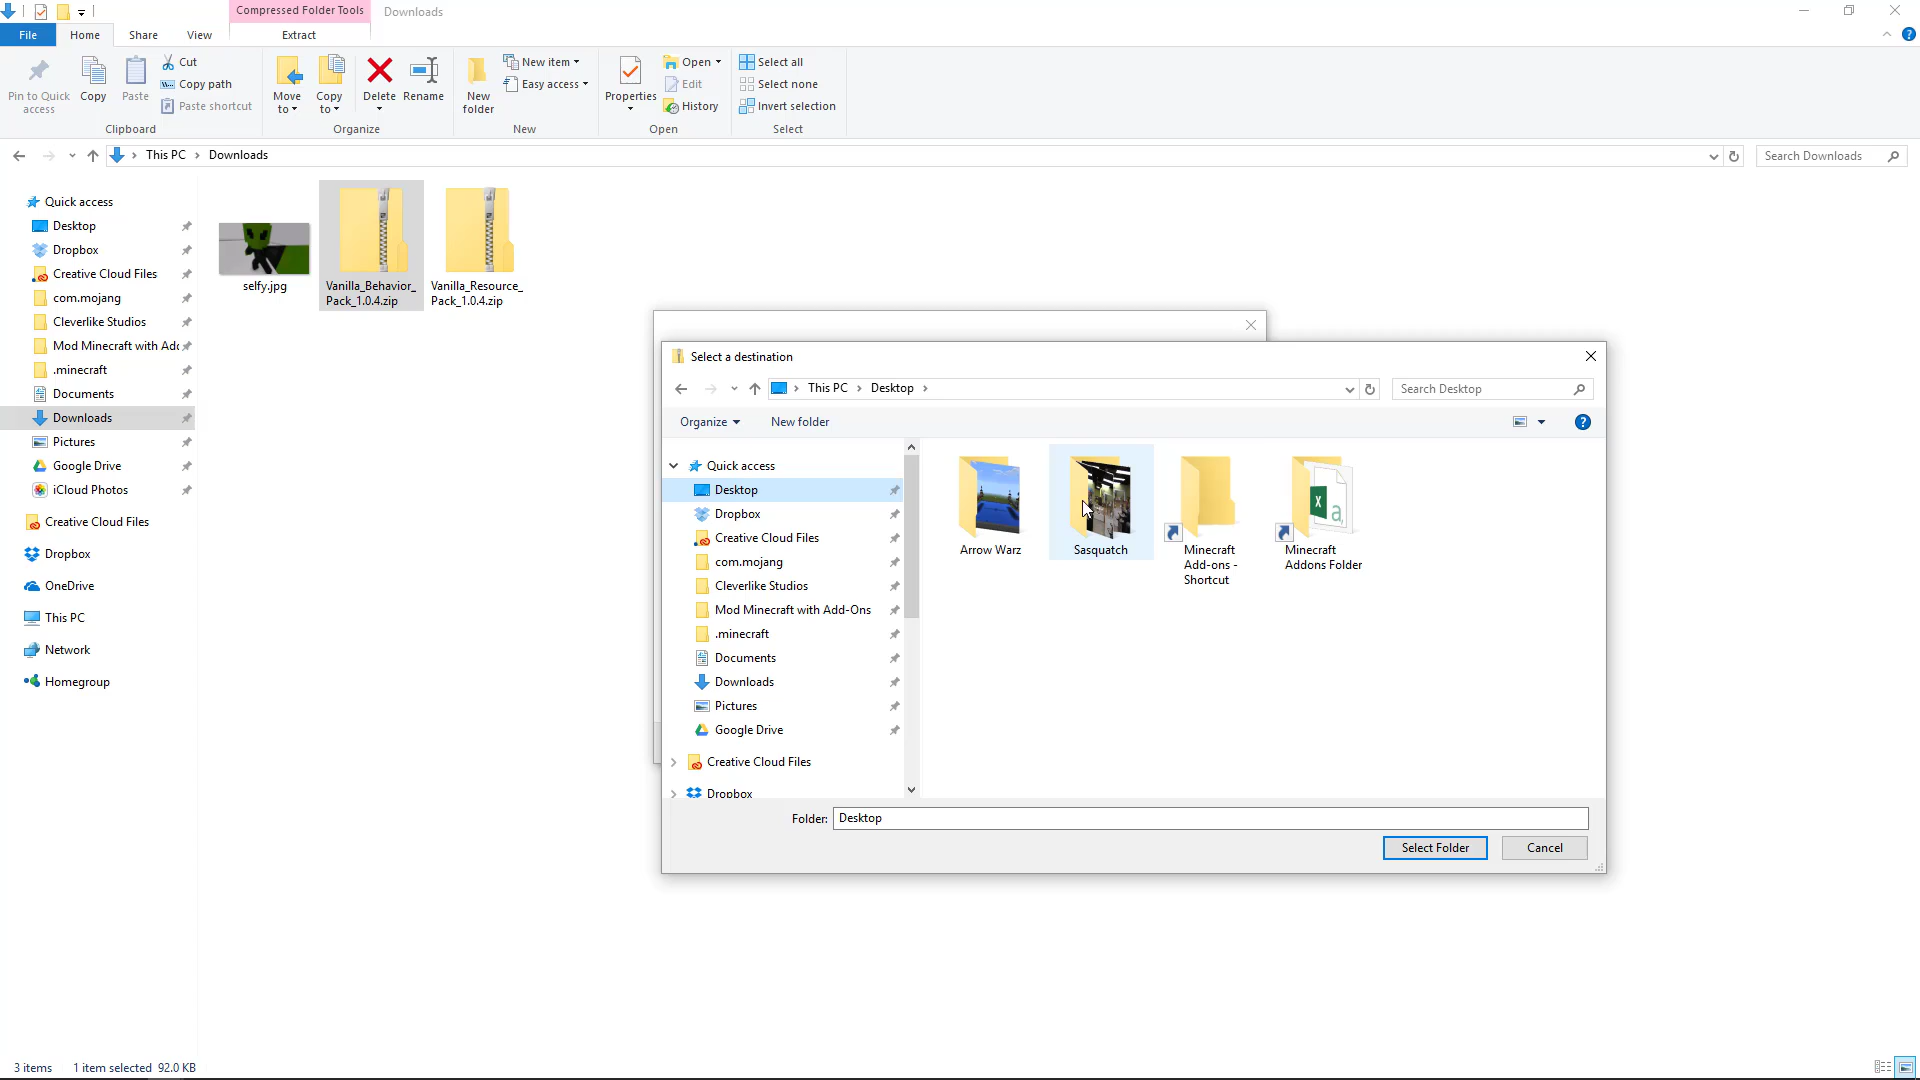 Compressed Folder Tools
Downloads
File
Home
Share
View
Extract
Pin to Quick
access
Copy
Paste
Cut
Copy path
Paste shortcut
Clipboard
Move
to
Copy
to
Delete
Rename
Organize
New
folder
New item
Easy access
New
Properties
Open
Edit
History
Open
Select all
Select none
Invert selection
Select
This PC
Downloads
Search Downloads
Quick access
Desktop
Dropbox
Creative Cloud Files
com.mojang
Cleverlike Studios
Mod Minecraft with Adc
.minecraft
Documents
Downloads
Pictures
Google Drive
iCloud Photos
Creative Cloud Files
Dropbox
OneDrive
This PC
Network
Homegroup
selfy.jpg
Vanilla_Behavior_
Pack_1.0.4.zip
Vanilla_Resource_
Pack_1.0.4.zip
Select a destination
This PC
Desktop
Search Desktop
Organize
New folder
Quick access
Desktop
Dropbox
Creative Cloud Files
com.mojang
Cleverlike Studios
Mod Minecraft with Add-Ons
.minecraft
Documents
Downloads
Pictures
Google Drive
Creative Cloud Files
Dropbox
Arrow Warz
Sasquatch
Minecraft
Add-ons -
Shortcut
Minecraft
Addons Folder
Folder:
Desktop
Select Folder
Cancel
3 items
1 item selected 92.0 KB